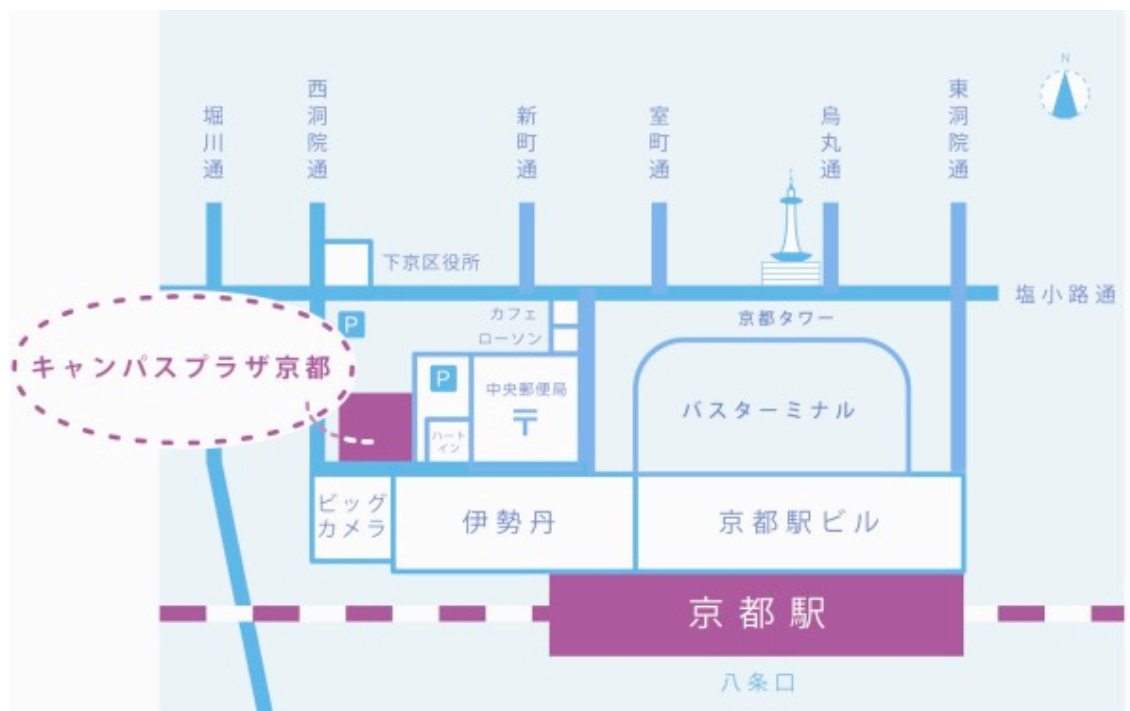 N
堀川通
西洞院通
新町通
室町通
烏丸通
東洞院通
下京区役所
塩小路通
カフェ
ローソン
京都タワー
P
キャンパスプラザ京都
P
中央郵便局
〒
バスターミナル
ハート
イン
ビッグ
カメラ
伊勢丹
京都駅ビル
京都駅
八条口